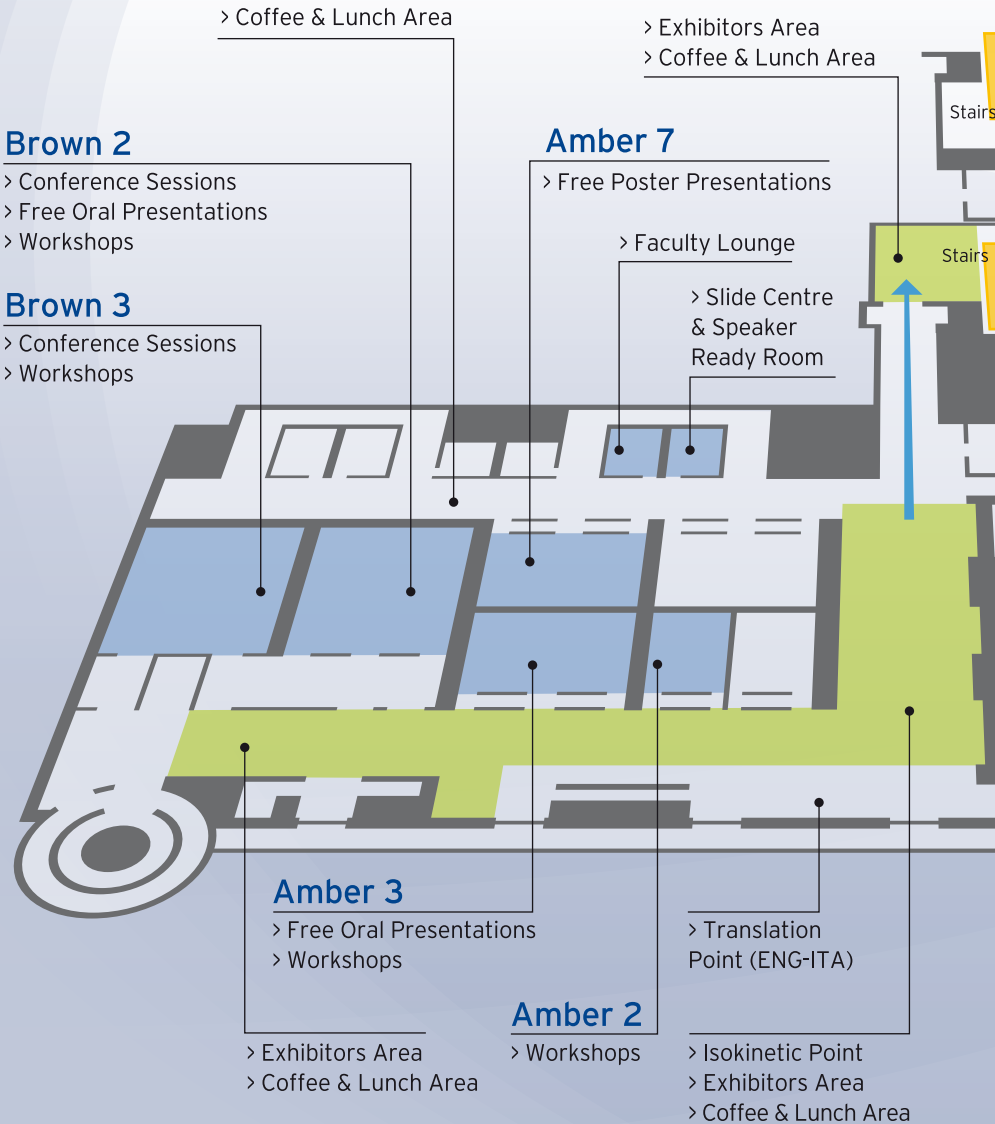 > Coffee & Lunch Area
> Exhibitors Area
> Coffee & Lunch Area
Stairs
Brown 2
> Conference Sessions
> Free Oral Presentations
> Workshops
Amber 7
> Free Poster Presentations
> Faculty Lounge
Stairs
> Slide Centre
& Speaker
Ready Room
Brown 3
> Conference Sessions
> Workshops
Amber 3
> Free Oral Presentations
> Workshops
> Translation
Point (ENG-ITA)
Amber 2
> Workshops
> Exhibitors Area
> Coffee & Lunch Area
> Isokinetic Point
> Exhibitors Area
> Coffee & Lunch Area